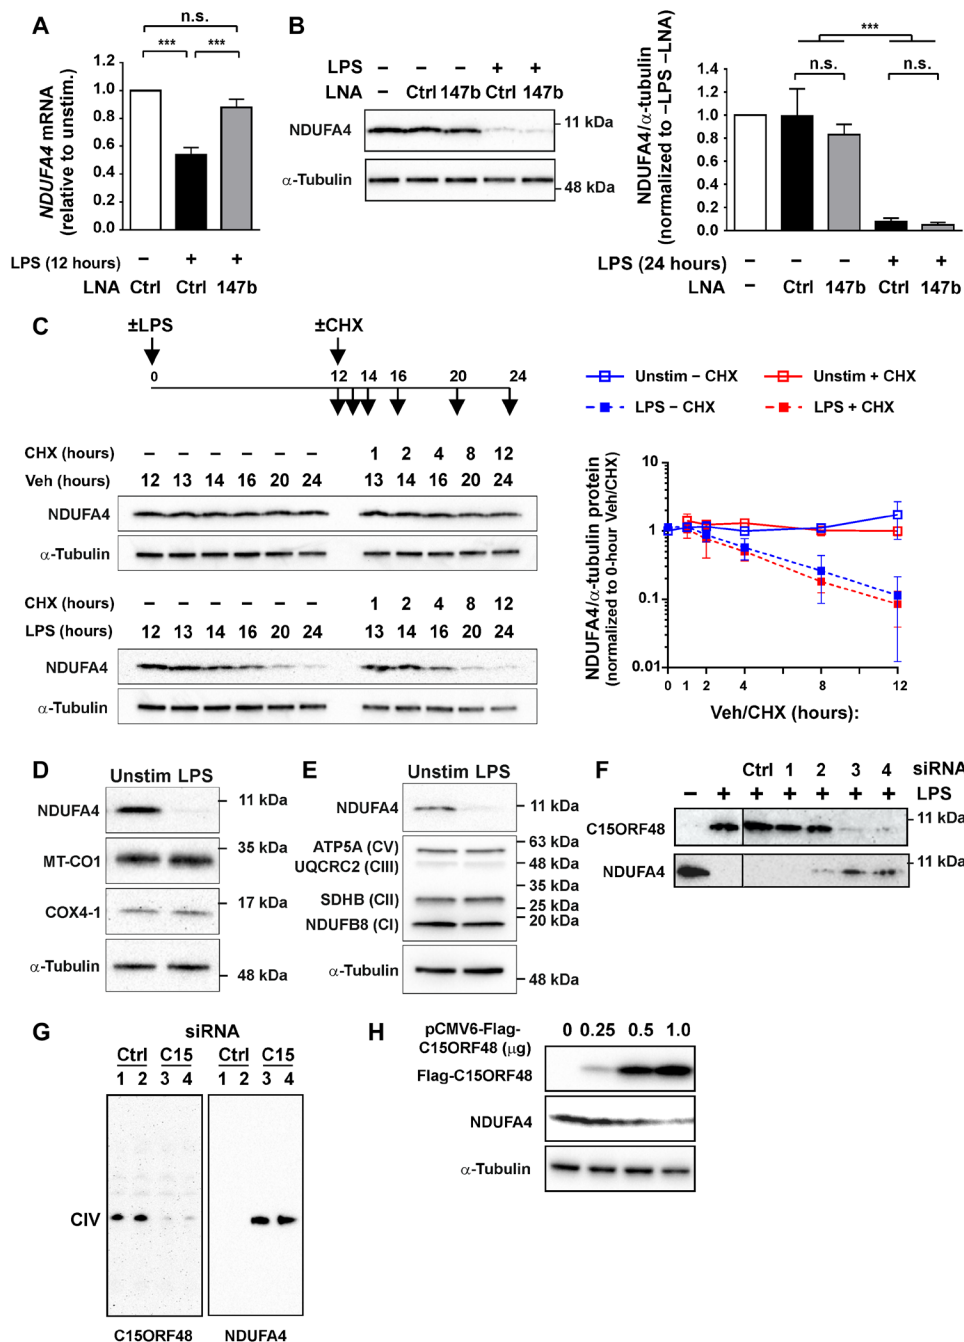 A
n.s.
*** ***
NDUFA4 mRNA
(relative to unstim.)
1.2
1.0
0.8
0.6
0.4
0.2
0.0
LPS (12 hours) – + +
LNA Ctrl Ctrl 147b
B
LPS – – – + +
LNA – Ctrl 147b Ctrl 147b
NDUFA4
11 kDa
α-Tubulin
48 kDa
***
n.s. n.s.
NDUFA4/α-tubulin
(normalized to –LPS –LNA)
1.4
1.2
1.0
0.8
0.6
0.4
0.2
0.0
LPS (24 hours) – – – + +
LNA – Ctrl 147b Ctrl 147b
C
±LPS ±CHX
0 12 14 16 20 24
CHX (hours) – – – – – – 1 2 4 8 12
Veh (hours) 12 13 14 16 20 24 13 14 16 20 24
NDUFA4
α-Tubulin
CHX (hours) – – – – – – 1 2 4 8 12
LPS (hours) 12 13 14 16 20 24 13 14 16 20 24
NDUFA4
α-Tubulin
Unstim – CHX Unstim + CHX
LPS – CHX LPS + CHX
NDUFA4/α-tubulin protein
(normalized to 0-hour Veh/CHX)
10
1
0.1
0.01
0 1 2 4 8 12
Veh/CHX (hours):
D
Unstim LPS
NDUFA4
11 kDa
MT-CO1
35 kDa
COX4-1
17 kDa
α-Tubulin
48 kDa
E
Unstim LPS
NDUFA4
11 kDa
ATP5A (CV)
63 kDa
UQCRC2 (CIII)
48 kDa
35 kDa
SDHB (CII)
25 kDa
NDUFB8 (CI)
20 kDa
α-Tubulin
48 kDa
F
Ctrl 1 2 3 4 siRNA
– + + + + + + LPS
C15ORF48
11 kDa
NDUFA4
11 kDa
G
siRNA
Ctrl C15 Ctrl C15
1 2 3 4 1 2 3 4
CIV
C15ORF48 NDUFA4
H
pCMV6-Flag-
C15ORF48 (μg)
0 0.25 0.5 1.0
Flag-C15ORF48
NDUFA4
α-Tubulin